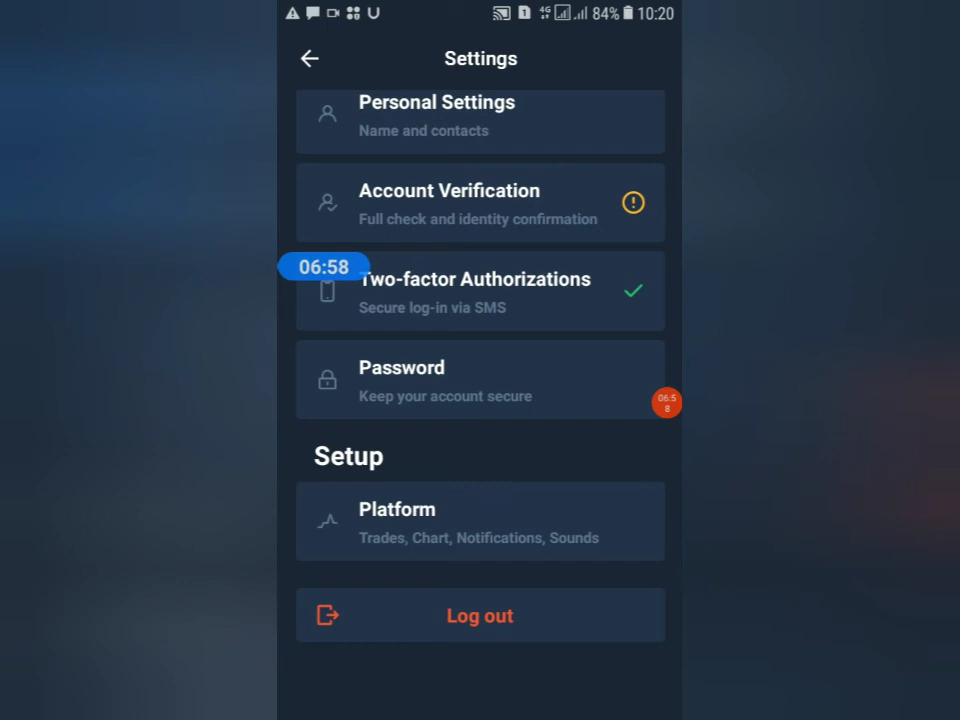 1 4G 84% 10:20
Settings
Personal Settings
Name and contacts
Account Verification
Full check and identity confirmation
06:58
Two-factor Authorizations
Secure log-in via SMS
Password
Keep your account secure
06:5
8
Setup
Platform
Trades, Chart, Notifications, Sounds
Log out